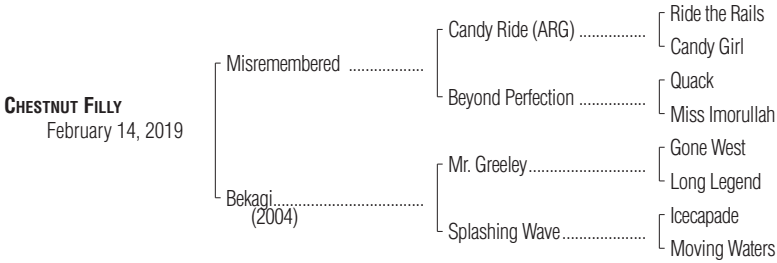 Ride the Rails
Candy Ride (ARG) ................
Candy Girl
Misremembered ..................
Quack
Beyond Perfection ................
Miss Imorullah
CHESTNUT FILLY
February 14, 2019
Gone West
Mr. Greeley............................
Long Legend
Bekagi....................................
(2004)
Icecapade
Splashing Wave....................
Moving Waters